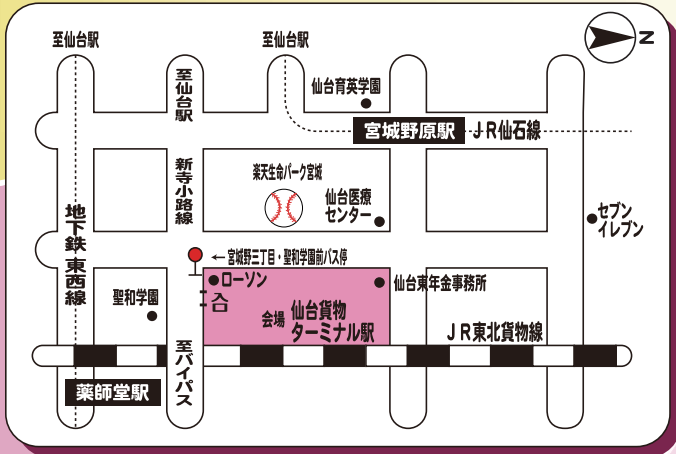 至仙台駅
至仙台駅
N
至仙台駅
仙台育英学園
宮城野原駅
JR仙石線
新寺小路線
楽天生命パーク宮城
仙台医療
センター
セブン
イレブン
地下鉄 東西線
←宮城野三丁目・聖和学園前バス停
ローソン
仙台東年金事務所
聖和学園
会場
仙台貨物
ターミナル駅
JR東北貨物線
至バイパス
薬師堂駅